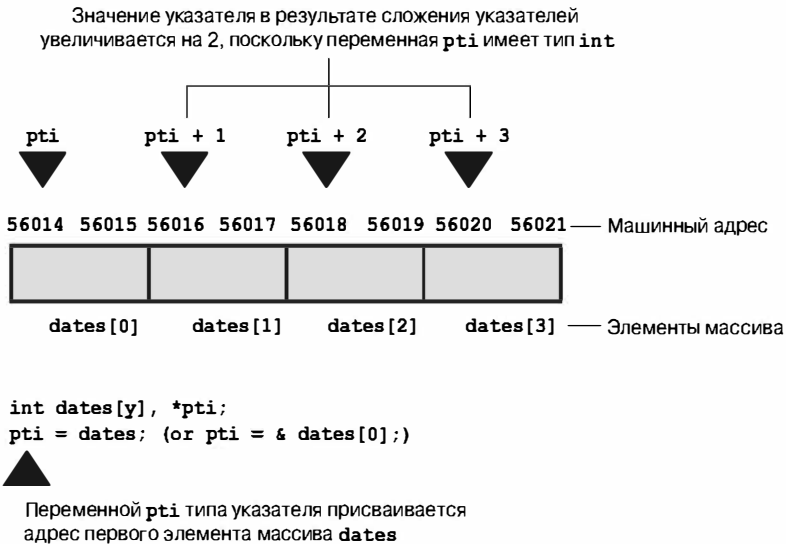 Значение указателя в результате сложения указателей
увеличивается на 2, поскольку переменная pti имеет тип int
pti pti + 1 pti + 2 pti + 3
56014 56015 56016 56017 56018 56019 56020 56021 Машинный адрес
dates[0] dates[1] dates[2] dates[3] Элементы массива
int dates[y], *pti;
pti = dates; (or pti = & dates[0];)
Переменной pti типа указателя присваивается
адрес первого элемента массива dates